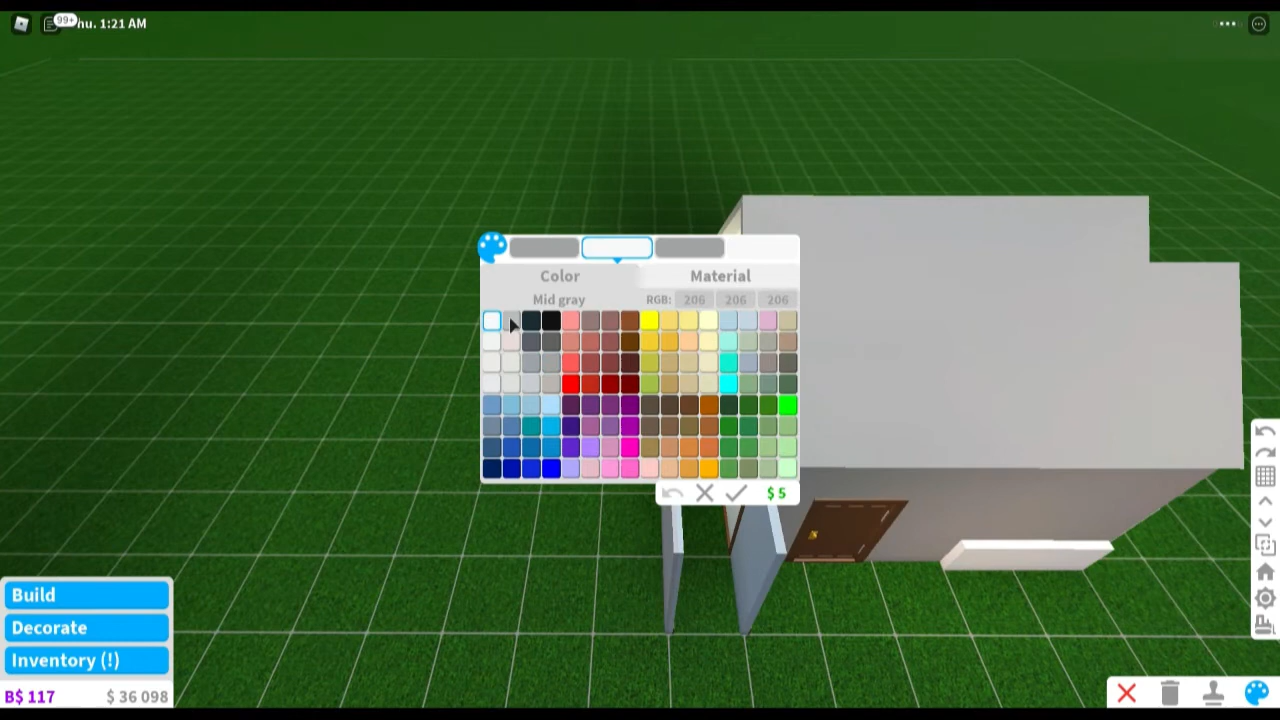 99+
hu. 1:21 AM
Color
Material
Mid gray
RGB: 206 206 206
$ 5
Build
Decorate
Inventory (!)
B$ 117 $ 36 098